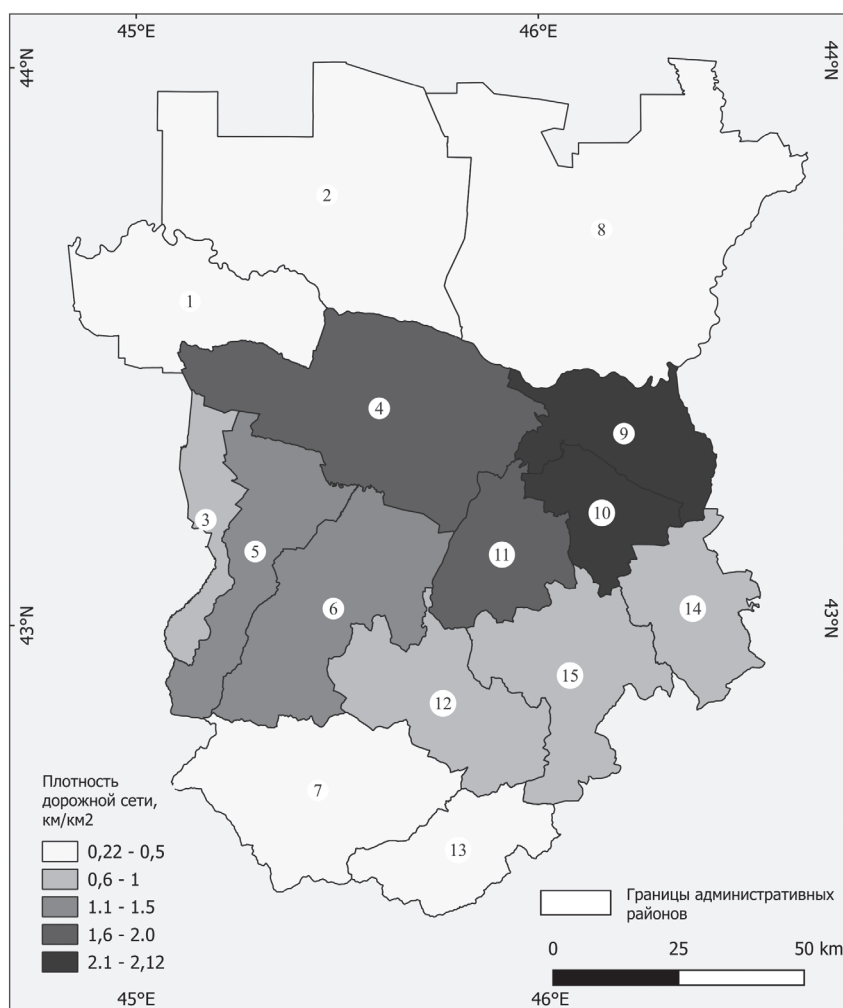 45°E 46°E
44°N 44°N
2
8
1
4
9
3
10
5
11
6
14
43°N 43°N
15
12
7
13
Плотность
дорожной сети,
км/км2
0,22 - 0,5
0,6 - 1
1.1 - 1.5
1,6 - 2.0
2.1 - 2,12
Границы административных
районов
0 25 50 km
45°E 46°E